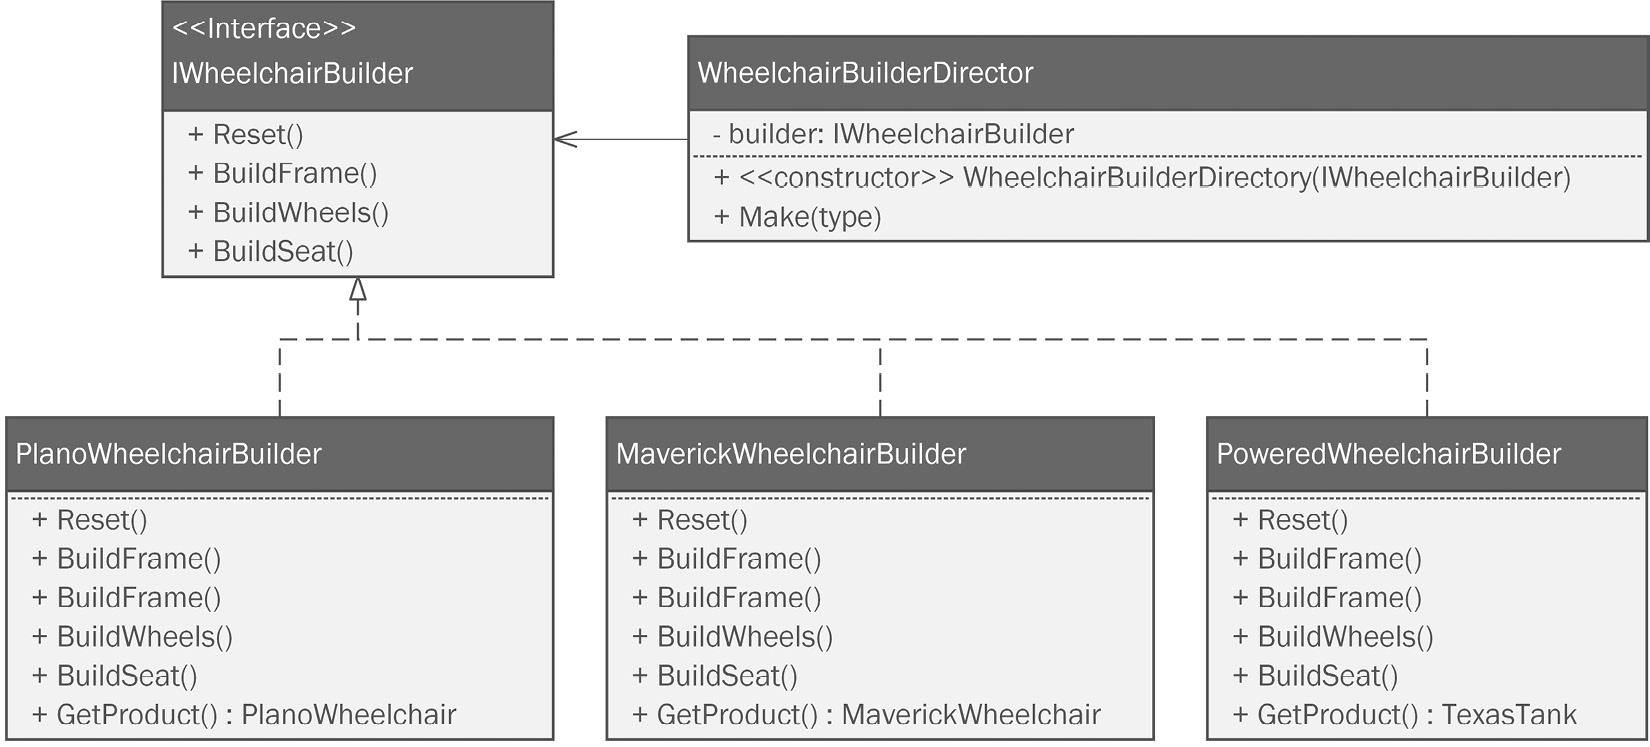 <<Interface>>
IWheelchairBuilder
+ Reset()
+ BuildFrame()
+ BuildWheels()
+ BuildSeat()
WheelchairBuilderDirector
- builder: IWheelchairBuilder
+ <<constructor>> WheelchairBuilderDirectory(IWheelchairBuilder)
+ Make(type)
PlanoWheelchairBuilder
+ Reset()
+ BuildFrame()
+ BuildFrame()
+ BuildWheels()
+ BuildSeat()
+ GetProduct() : PlanoWheelchair
MaverickWheelchairBuilder
+ Reset()
+ BuildFrame()
+ BuildFrame()
+ BuildWheels()
+ BuildSeat()
+ GetProduct() : MaverickWheelchair
PoweredWheelchairBuilder
+ Reset()
+ BuildFrame()
+ BuildFrame()
+ BuildWheels()
+ BuildSeat()
+ GetProduct() : TexasTank